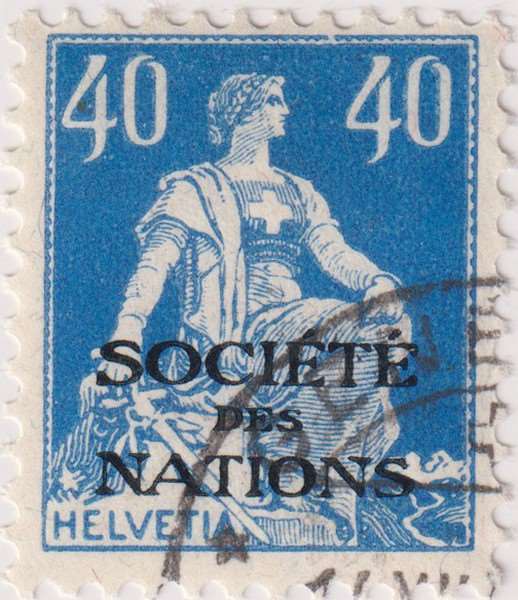 40 40
SOCIÉTÉ
DES
NATIONS
HELVETIA